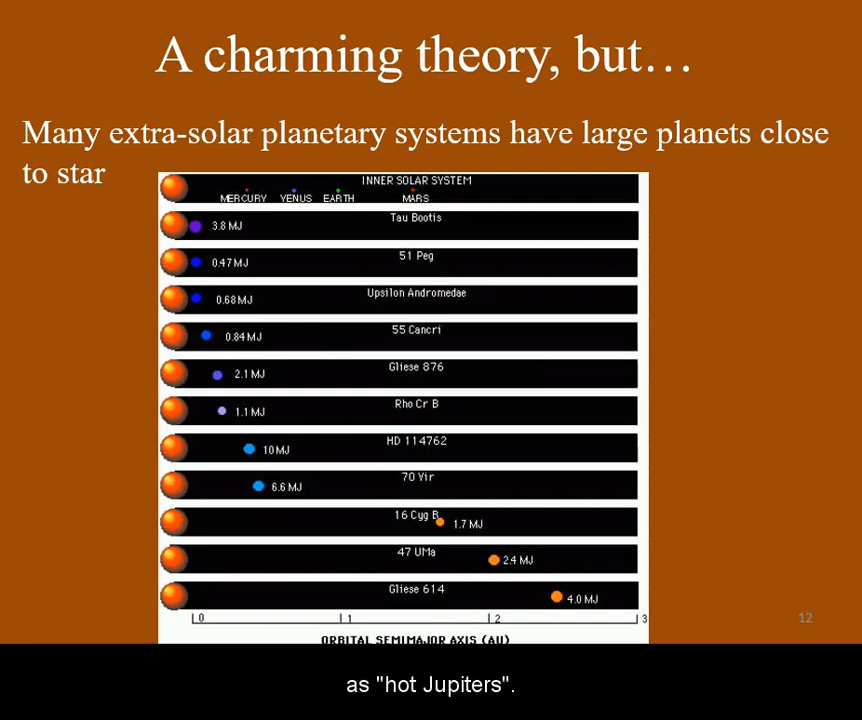 A charming theory, but…
Many extra-solar planetary systems have large planets close
to star
INNER SOLAR SYSTEM
MERCURY VENUS EARTH MARS
Tau Bootis
3.8 MJ
51 Peg
0.47 MJ
Upsilon Andromedae
0.68 MJ
55 Cancri
0.84 MJ
Gliese 876
2.1 MJ
Rho Cr B
1.1 MJ
HD 114762
10 MJ
70 Vir
6.6 MJ
16 Cyg B
1.7 MJ
47 UMa
2.4 MJ
Gliese 614
4.0 MJ
0 1 2 3
ORBITAL SEMIMAJOR AXIS (AU)
12
as "hot Jupiters".